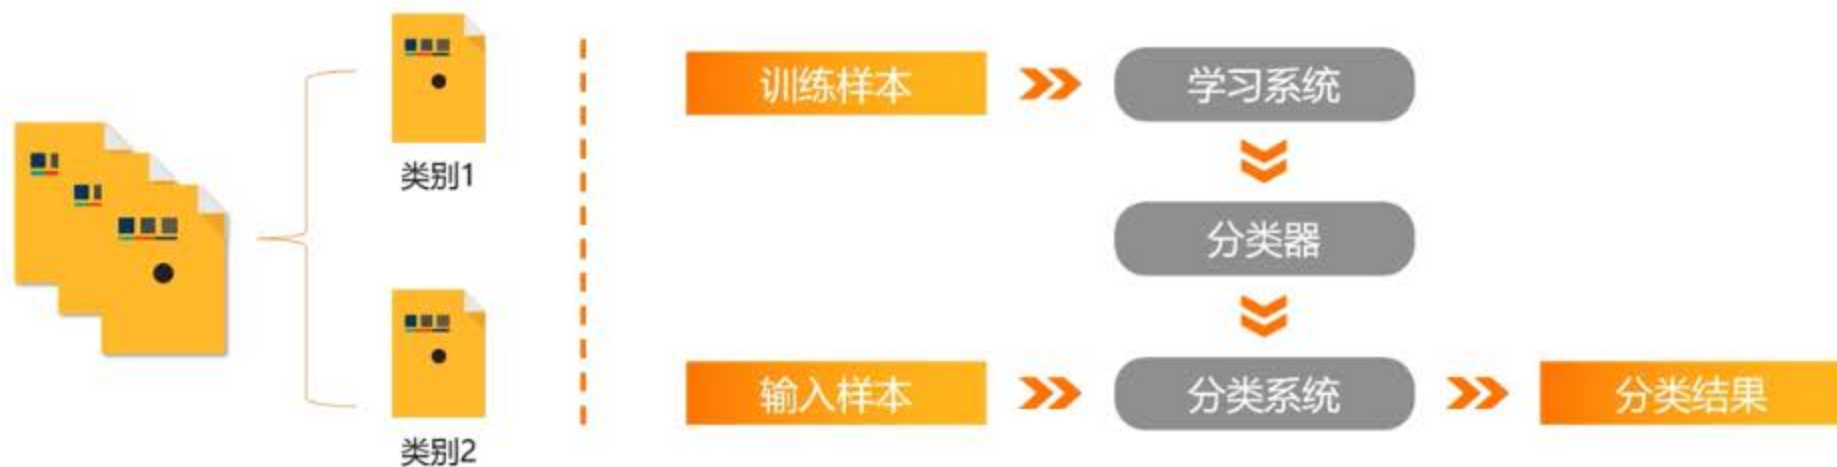 类别1
类别2
训练样本
学习系统
分类器
输入样本
分类系统
分类结果